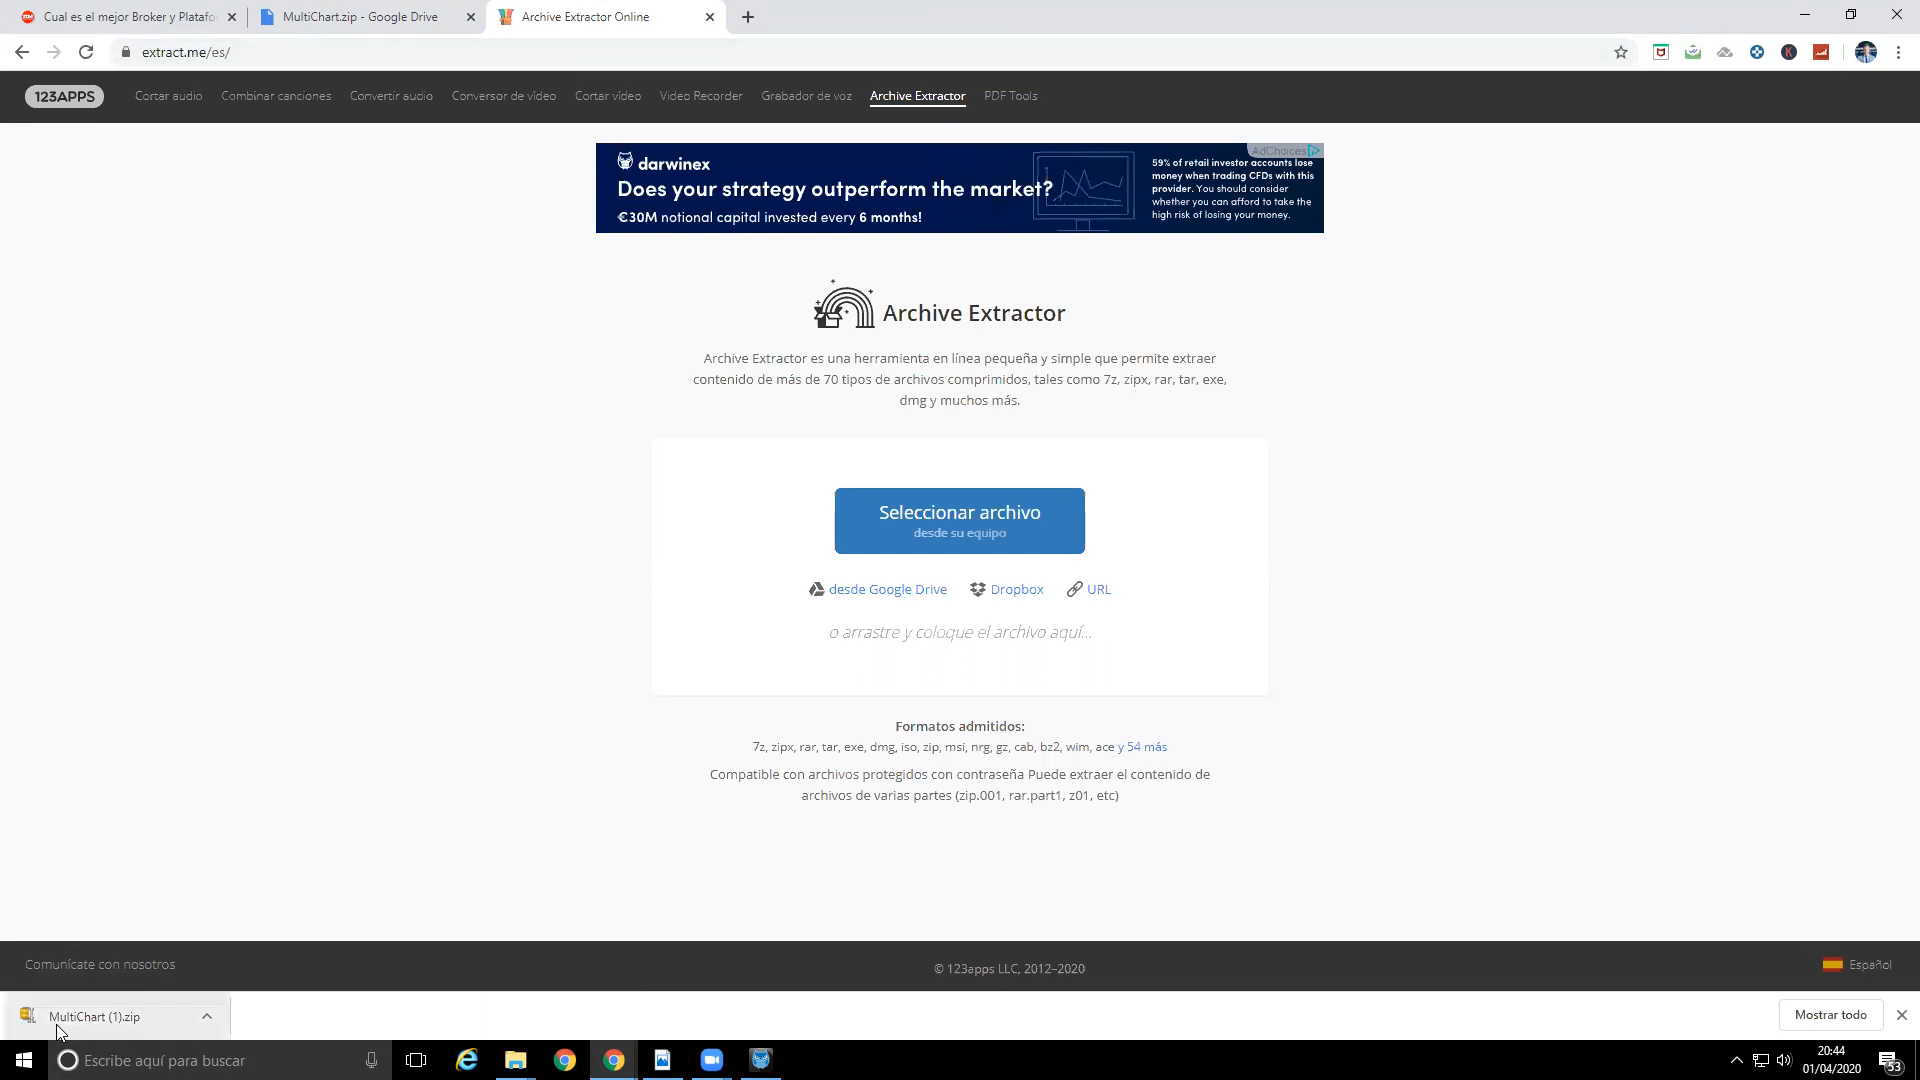 Cual es el mejor Broker y Platafo
MultiChart.zip - Google Drive
Archive Extractor Online
extract.me/es/
123APPS
Cortar audio
Combinar canciones
Convertir audio
Conversor de vídeo
Cortar vídeo
Video Recorder
Grabador de voz
Archive Extractor
PDF Tools
AdChoices
darwinex
Does your strategy outperform the market?
€30M notional capital invested every 6 months!
59% of retail investor accounts lose
money when trading CFDs with this
provider. You should consider
whether you can afford to take the
high risk of losing your money.
Archive Extractor
Archive Extractor es una herramienta en línea pequeña y simple que permite extraer
contenido de más de 70 tipos de archivos comprimidos, tales como 7z, zipx, rar, tar, exe,
dmg y muchos más.
Seleccionar archivo
desde su equipo
desde Google Drive
Dropbox
URL
o arrastre y coloque el archivo aquí...
Formatos admitidos:
7z, zipx, rar, tar, exe, dmg, iso, zip, msi, nrg, gz, cab, bz2, wim, ace y 54 más
Compatible con archivos protegidos con contraseña Puede extraer el contenido de
archivos de varias partes (zip.001, rar.part1, z01, etc)
Comunícate con nosotros
© 123apps LLC, 2012–2020
Español
MultiChart (1).zip
Mostrar todo
Escribe aquí para buscar
20:44
01/04/2020
53